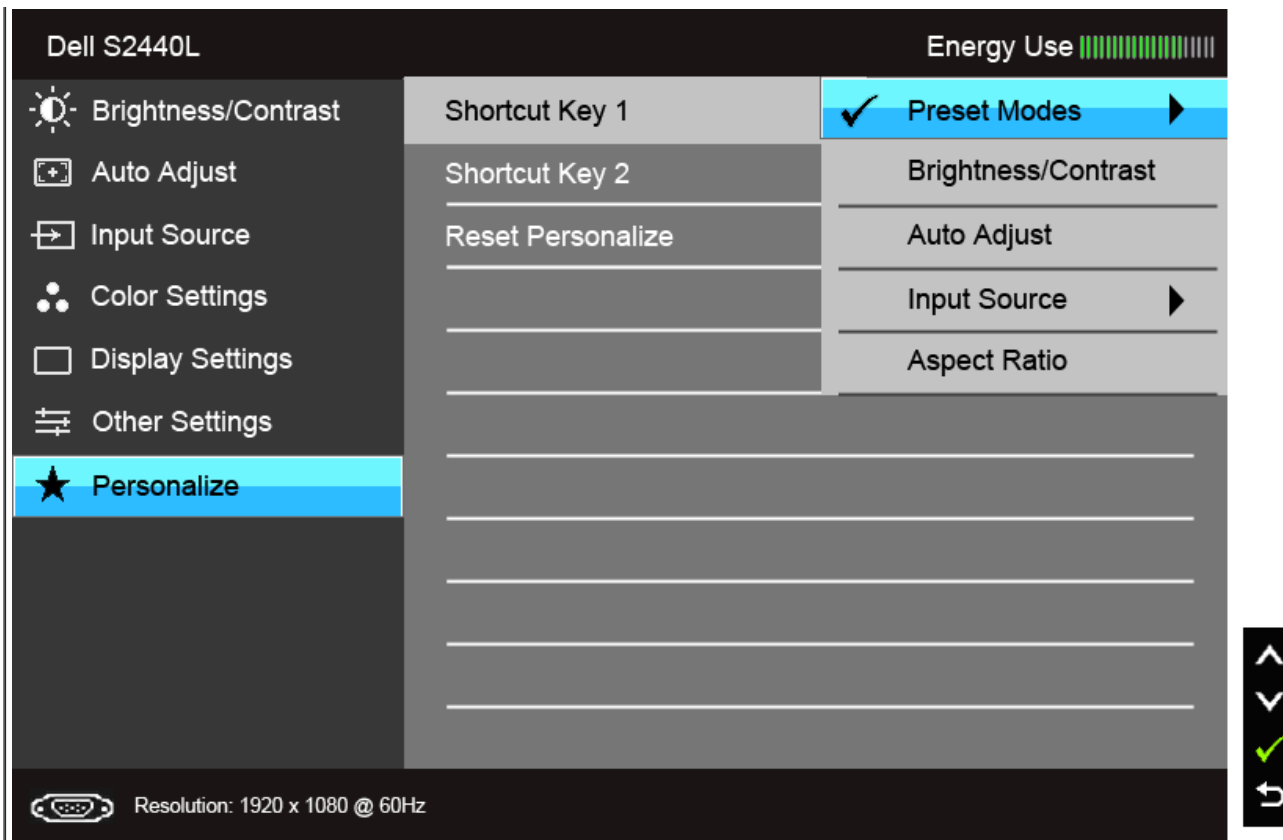 Dell S2440L
Energy Use
Brightness/Contrast
Auto Adjust
Input Source
Color Settings
Display Settings
Other Settings
Personalize
Shortcut Key 1
Shortcut Key 2
Reset Personalize
Preset Modes
Brightness/Contrast
Auto Adjust
Input Source
Aspect Ratio
Resolution: 1920 x 1080 @ 60Hz